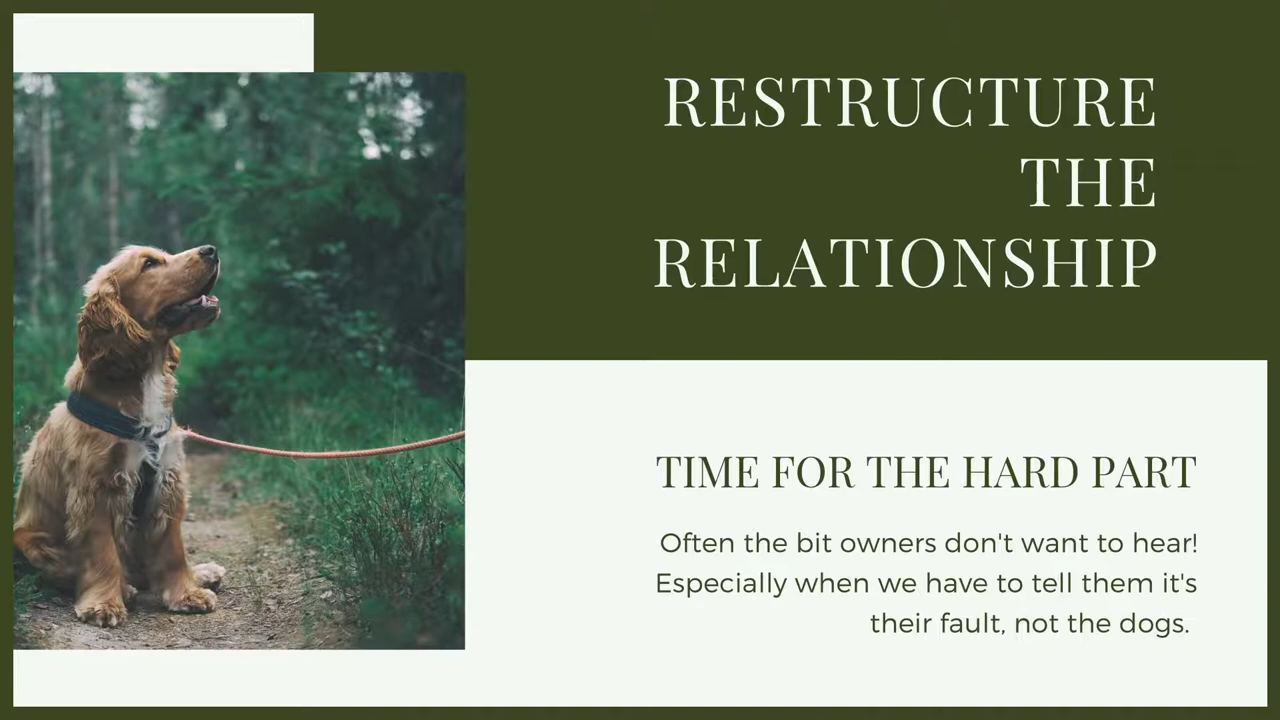 RESTRUCTURE
THE
RELATIONSHIP
TIME FOR THE HARD PART
Often the bit owners don't want to hear!
Especially when we have to tell them it's
their fault, not the dogs.